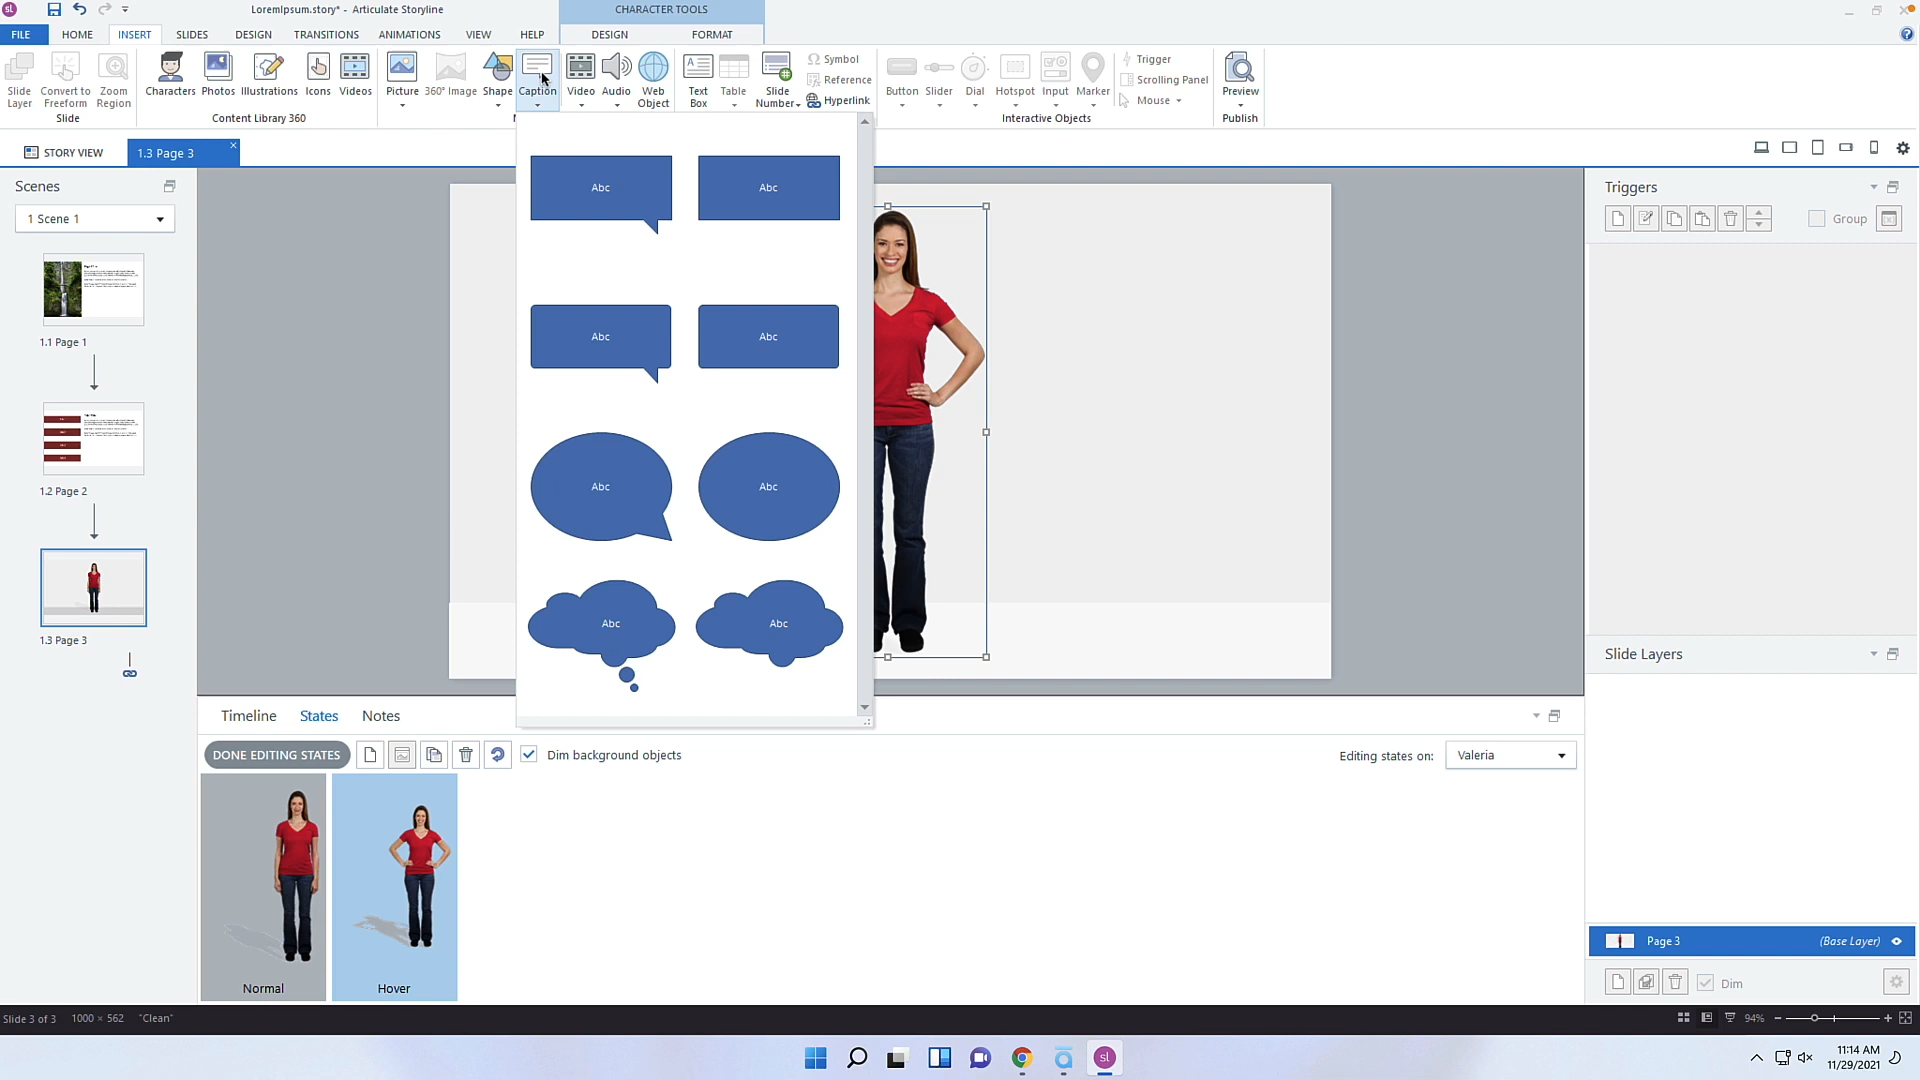 sl
LoremIpsum.story* - Articulate Storyline
CHARACTER TOOLS
FILE
HOME
INSERT
SLIDES
DESIGN
TRANSITIONS
ANIMATIONS
VIEW
HELP
DESIGN
FORMAT
Slide Layer
Convert to Freeform
Zoom Region
Slide
Characters
Photos
Illustrations
Icons
Videos
Content Library 360
Picture
360° Image
Shape
Caption
Video
Audio
Web Object
Text Box
Table
Slide Number
Symbol
Reference
Hyperlink
Button
Slider
Dial
Hotspot
Input
Marker
Trigger
Scrolling Panel
Mouse
Interactive Objects
Preview
Publish
STORY VIEW
1.3 Page 3
Scenes
1 Scene 1
1.1 Page 1
1.2 Page 2
1.3 Page 3
Abc
Abc
Abc
Abc
Abc
Abc
Abc
Abc
Triggers
Group
Slide Layers
Page 3
(Base Layer)
Dim
Timeline
States
Notes
DONE EDITING STATES
Dim background objects
Editing states on:
Valeria
Normal
Hover
Slide 3 of 3
1000 × 562
"Clean"
94%
sl
11:14 AM
11/29/2021